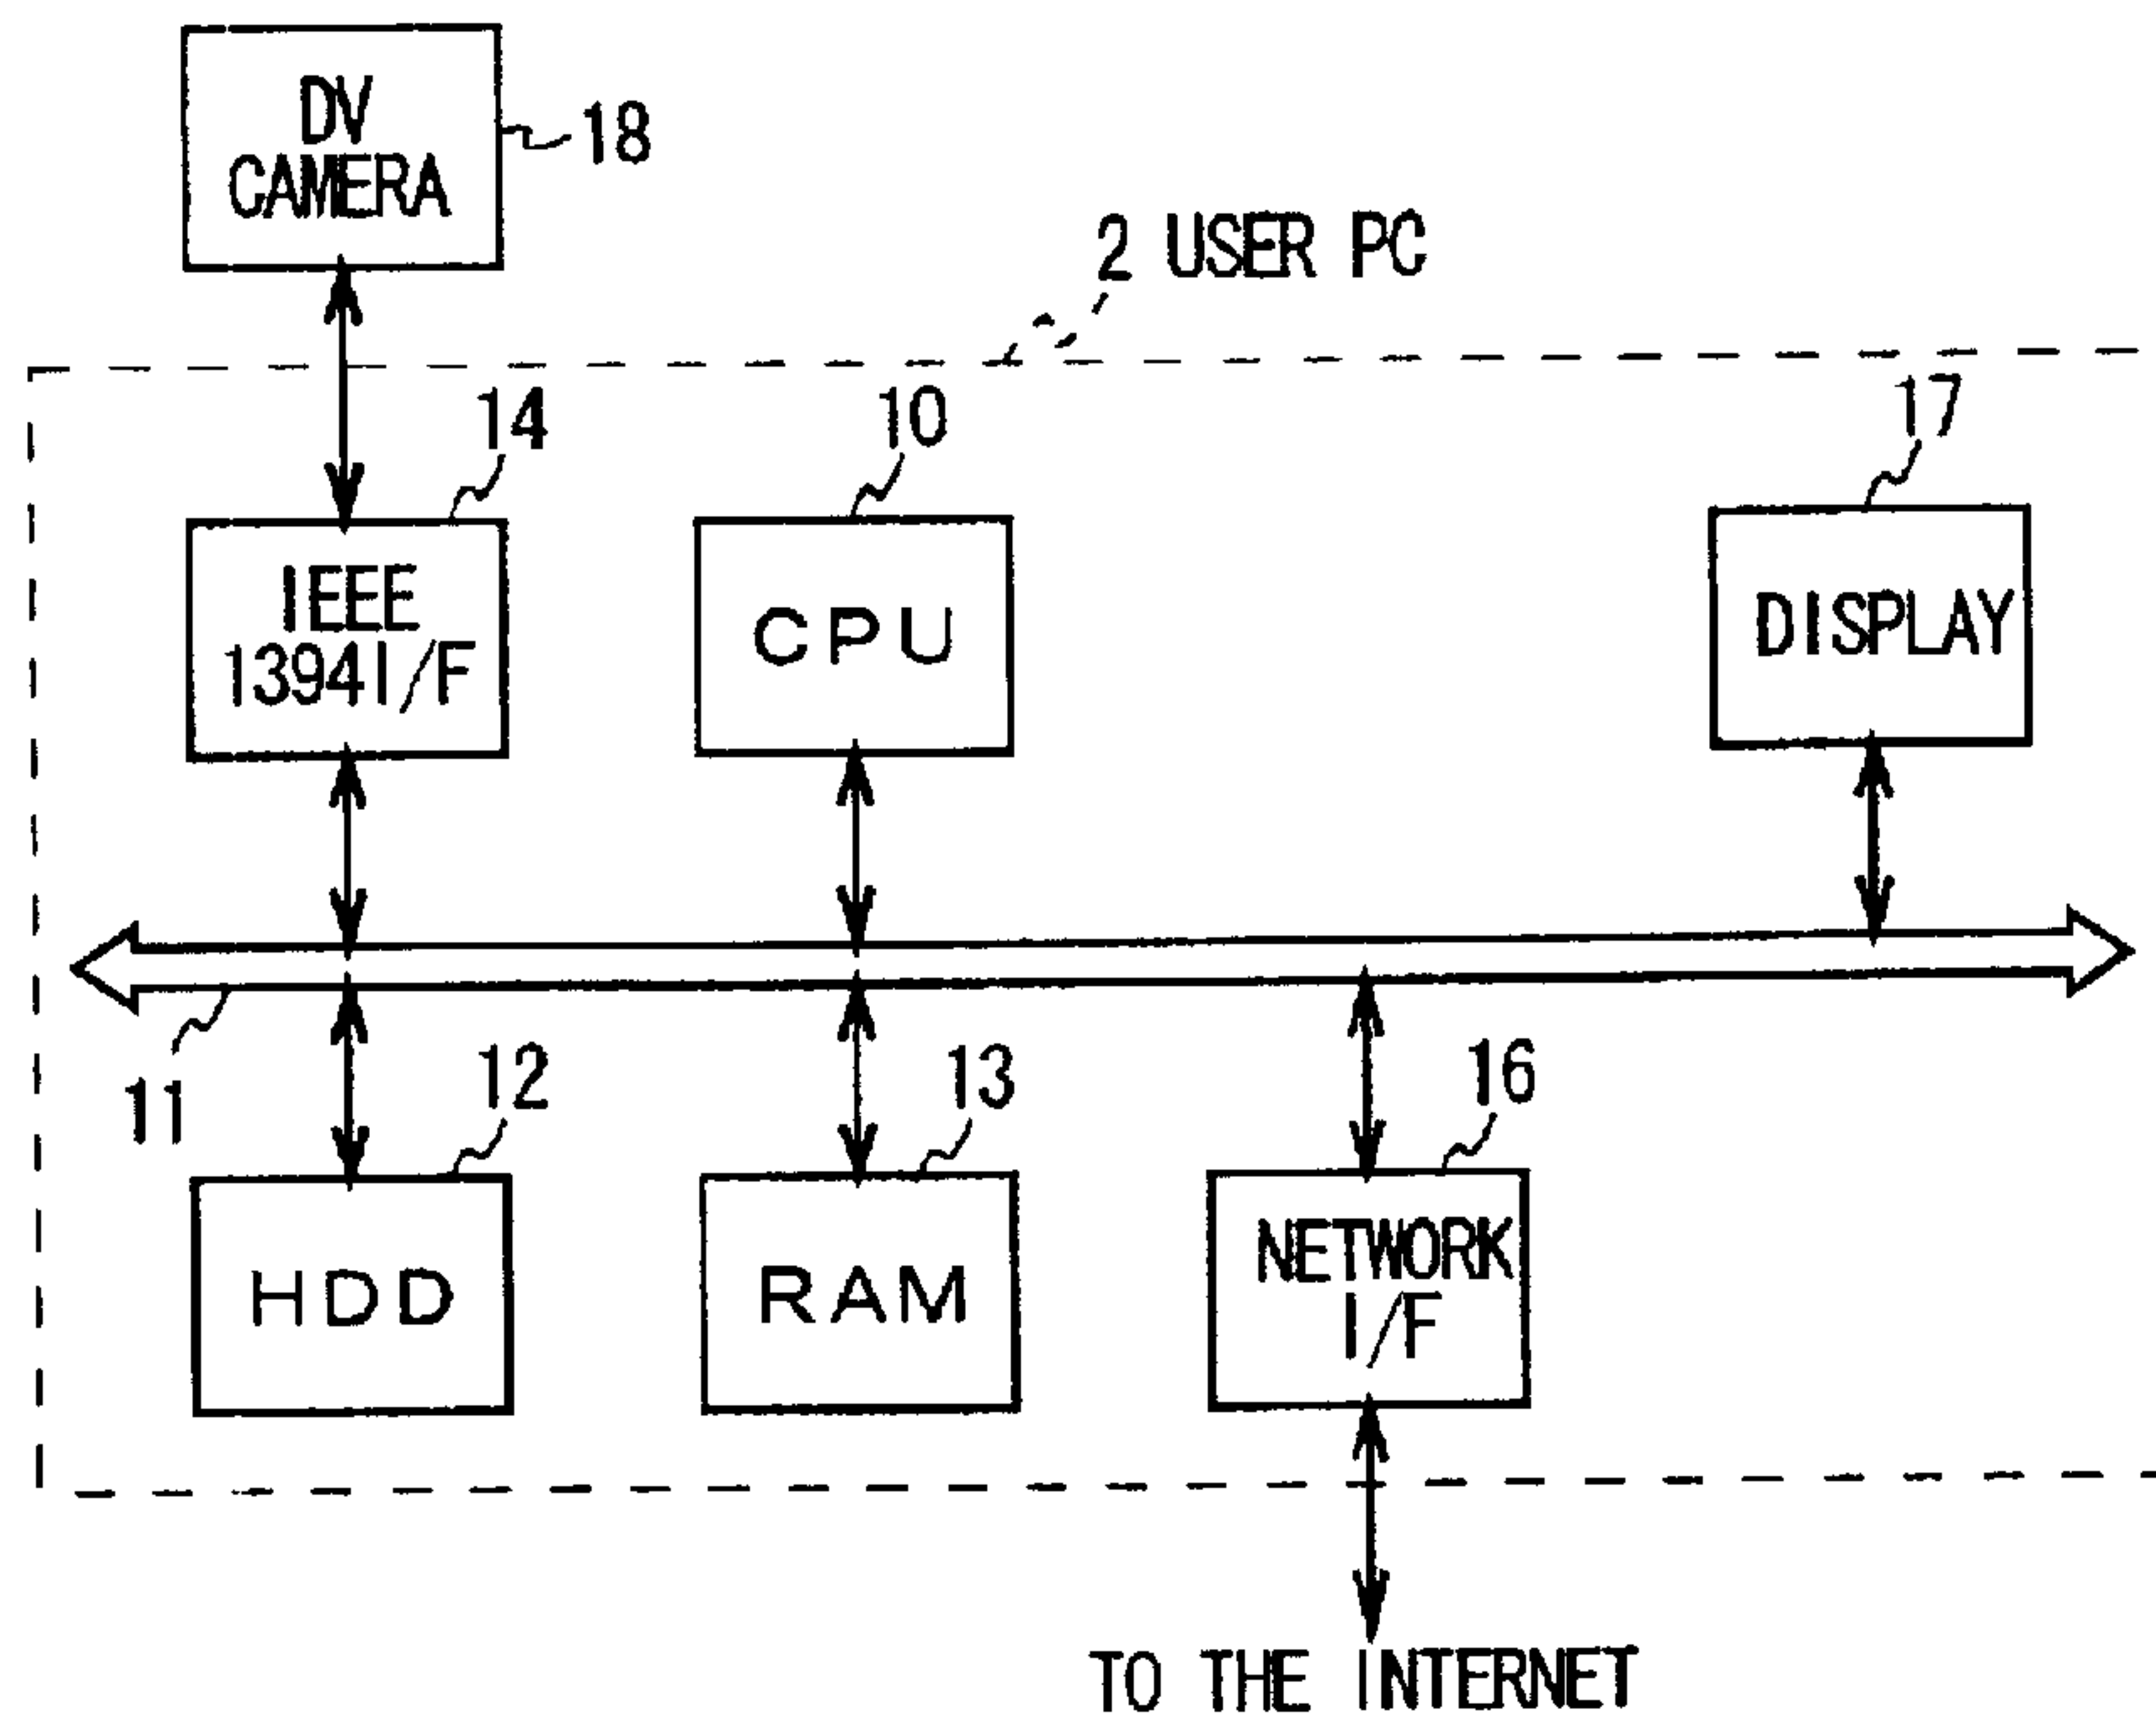 DV
CAMERA
18
2 USER PC
14
10
17
IEEE
1394I/F
CPU
DISPLAY
11
12
13
16
HDD
RAM
NETWORK
I/F
TO THE INTERNET